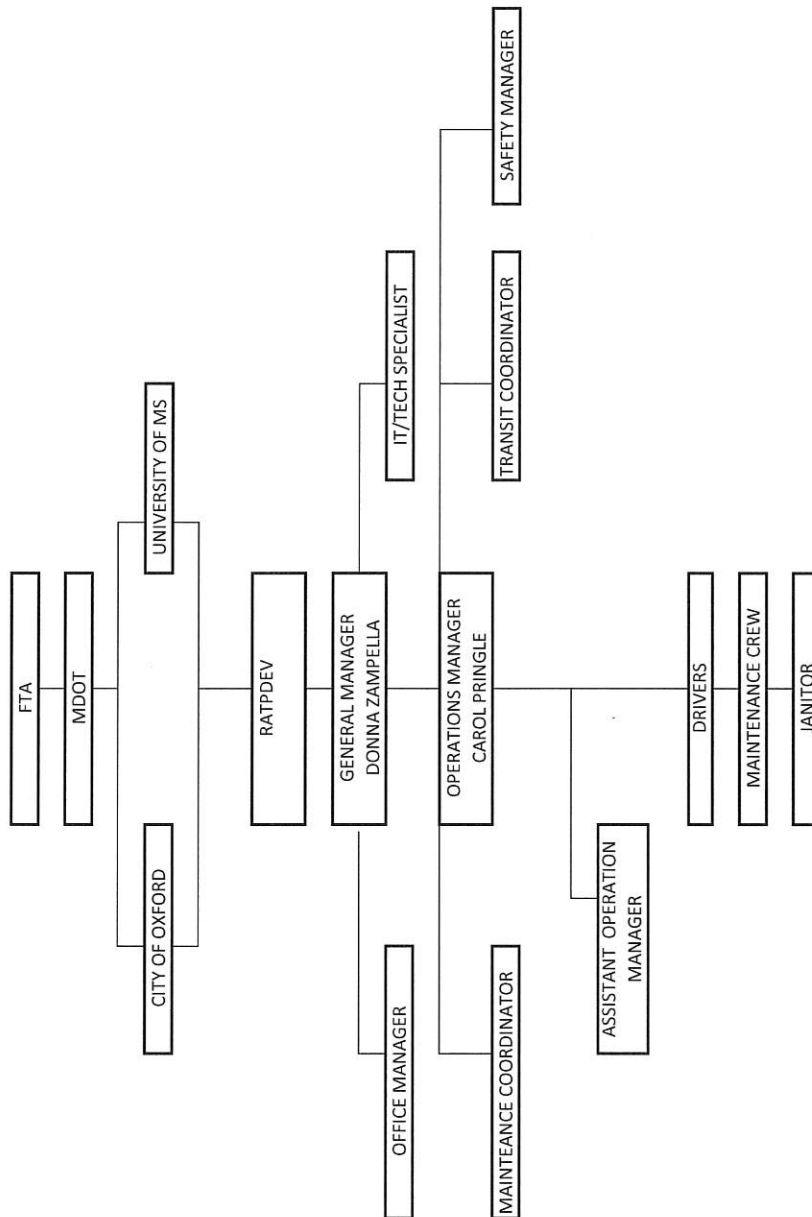 FTA
MDOT
CITY OF OXFORD
UNIVERSITY OF MS
RATPDEV
GENERAL MANAGER
DONNA ZAMPELLA
OFFICE MANAGER
IT/TECH SPECIALIST
OPERATIONS MANAGER
CAROL PRINGLE
MAINTEANCE COORDINATOR
TRANSIT COORDINATOR
SAFETY MANAGER
ASSISTANT OPERATION
MANAGER
DRIVERS
MAINTENANCE CREW
JANITOR